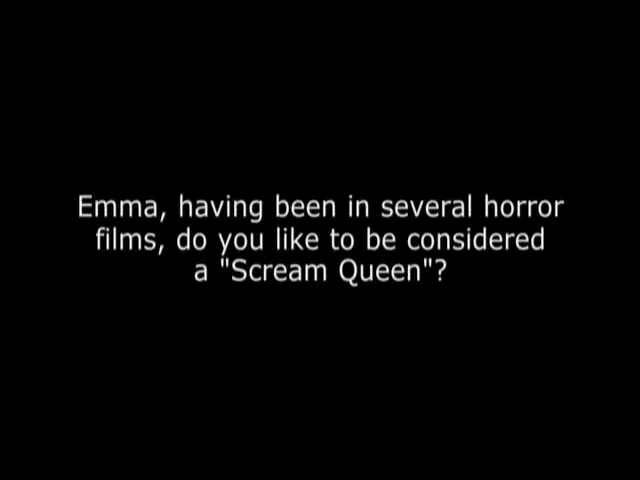 Emma, having been in several horror
films, do you like to be considered
a "Scream Queen"?